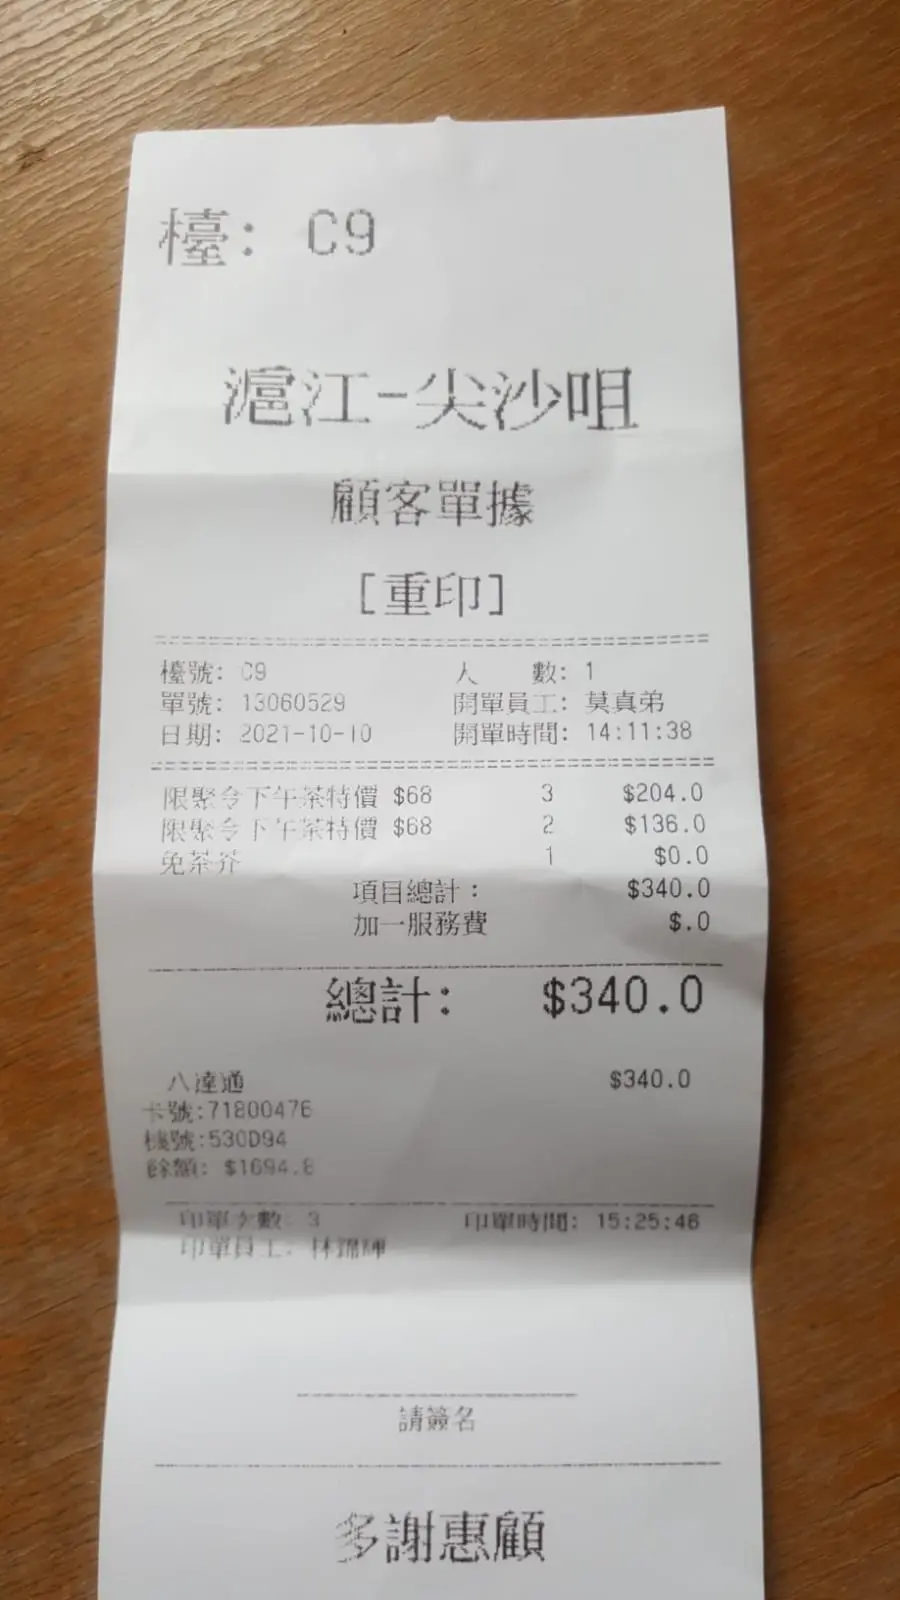 檯: C9
滬江-尖沙咀
顧客單據
[重印]
檯號: C9 人 數: 1
單號: 13060529 開單員工: 莫真弟
日期: 2021-10-10 開單時間: 14:11:38
限聚令下午茶特價 $68 3 $204.0
限聚令下午茶特價 $68 2 $136.0
免茶芥 1 $0.0
項目總計: $340.0
加一服務費 $.0
總計: $340.0
八達通 $340.0
卡號:71800476
機號:530D94
餘額: $1694.8
印單次數: 3 印單時間: 15:25:46
印單員工: 林錦輝
請簽名
多謝惠顧